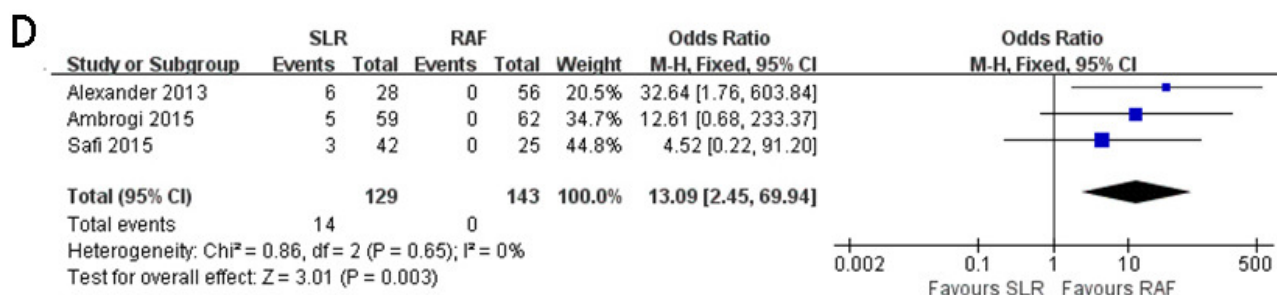 D
SLR RAF Odds Ratio Odds Ratio
Study or Subgroup Events Total Events Total Weight M-H, Fixed, 95% CI M-H, Fixed, 95% CI
Alexander 2013 6 28 0 56 20.5% 32.64 [1.76, 603.84]
Ambrogi 2015 5 59 0 62 34.7% 12.61 [0.68, 233.37]
Safi 2015 3 42 0 25 44.8% 4.52 [0.22, 91.20]
Total (95% CI) 129 143 100.0% 13.09 [2.45, 69.94]
Total events 14 0
Heterogeneity: Chi² = 0.86, df = 2 (P = 0.65); I² = 0%
Test for overall effect: Z = 3.01 (P = 0.003)
0.002 0.1 1 10 500
Favours SLR Favours RAF